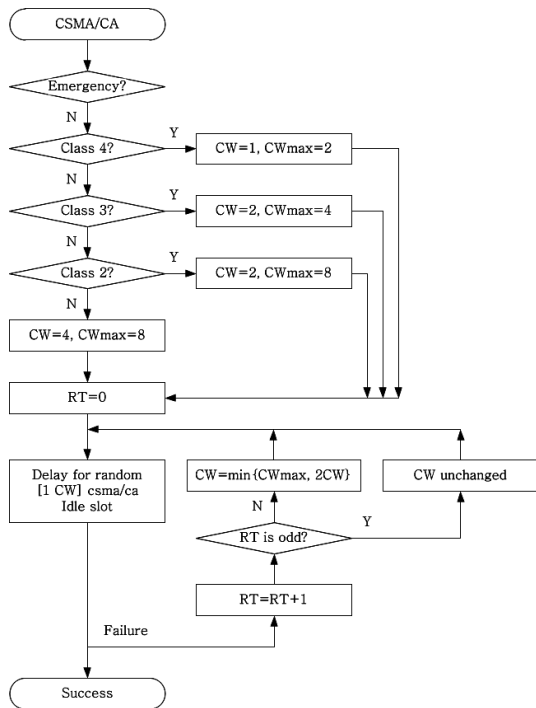 CSMA/CA
Emergency?
N
Class 4?
Y
CW=1, CWmax=2
N
Class 3?
Y
CW=2, CWmax=4
N
Class 2?
Y
CW=2, CWmax=8
N
CW=4, CWmax=8
RT=0
Delay for random
[1 CW] csma/ca
Idle slot
CW=min{CWmax, 2CW}
CW unchanged
N
RT is odd?
Y
RT=RT+1
Failure
Success